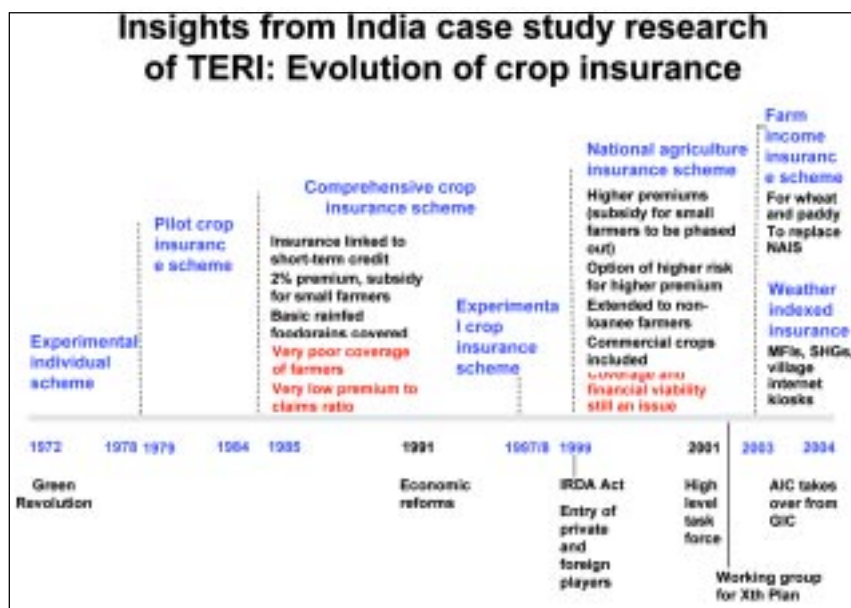 Insights from India case study research
of TERI: Evolution of crop insurance
Experimental
individual
scheme
Pilot crop
insuranc
e scheme
Comprehensive crop
insurance scheme
Insurance linked to
short-term credit
2% premium, subsidy
for small farmers
Basic rainfed
foodgrains covered
Very poor coverage
of farmers
Very low premium to
claims ratio
Experimenta
l crop
insurance
scheme
National agriculture
insurance scheme
Higher premiums
(subsidy for small
farmers to be phased
out)
Option of higher risk
for higher premium
Extended to non-
loanee farmers
Commercial crops
included
Coverage and
financial viability
still an issue
Farm
income
insuranc
e scheme
For wheat
and paddy
To replace
NAIS
Weather
indexed
insurance
MFIs, SHGs,
village
internet
kiosks
1972 1978 1979 1984 1985 1991 1997/8 1999 2001 2003 2004
Green
Revolution
Economic
reforms
IRDA Act
Entry of
private
and
foreign
players
High
level
task
force
AIC takes
over from
GIC
Working group
for Xth Plan